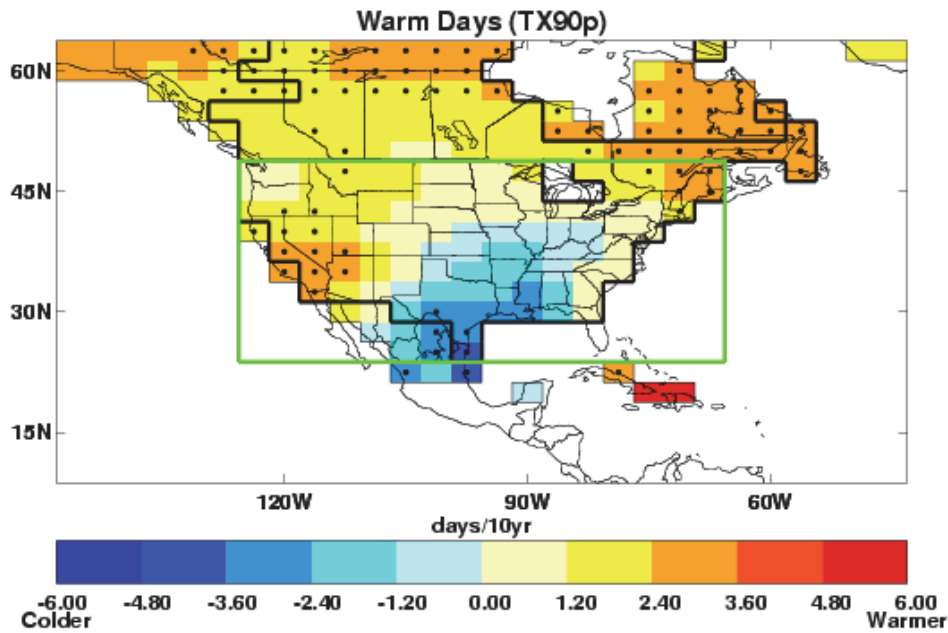 Warm Days (TX90p)
60N
45N
30N
15N
120W 90W 60W
days/10yr
-6.00 -4.80 -3.60 -2.40 -1.20 0.00 1.20 2.40 3.60 4.80 6.00
Colder Warmer